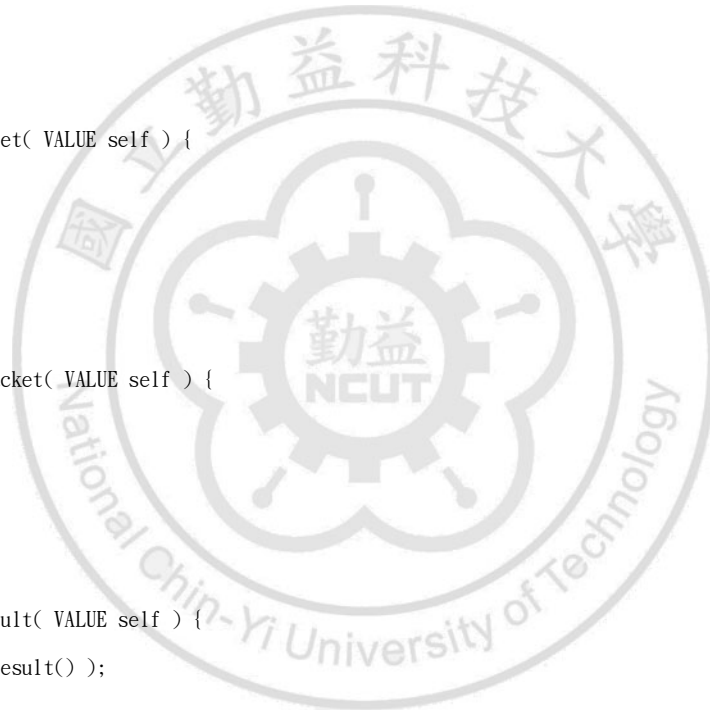 國立勤益科技大學
et( VALUE self ) {
勤益
NCUT
cket( VALUE self ) {
National Chin-Yi University of Technology
ult( VALUE self ) {
esult() );